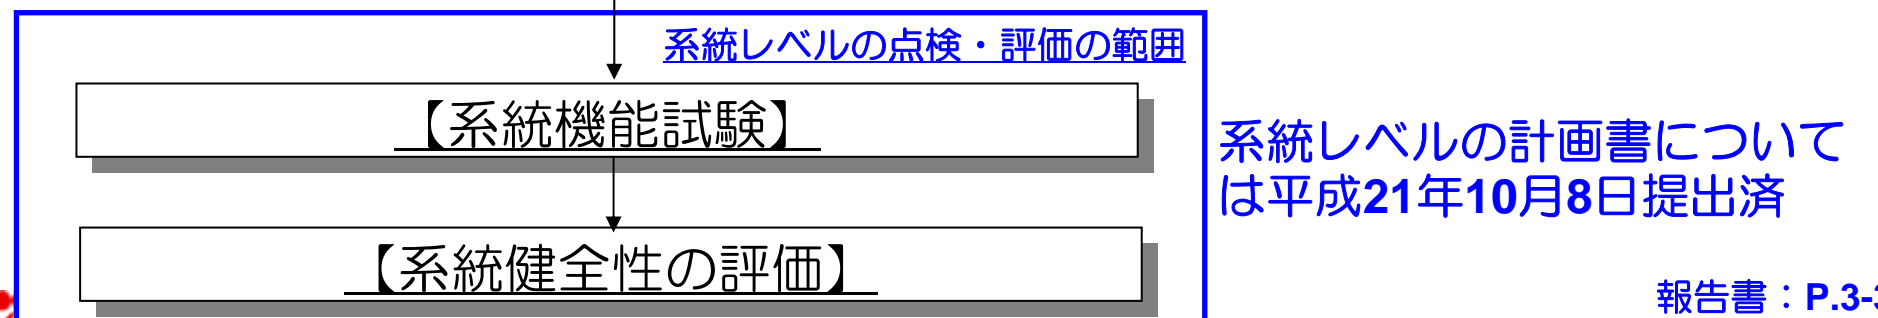 系統レベルの点検・評価の範囲
【系統機能試験】
系統レベルの計画書について
は平成21年10月8日提出済
【系統健全性の評価】
報告書：P.3-3